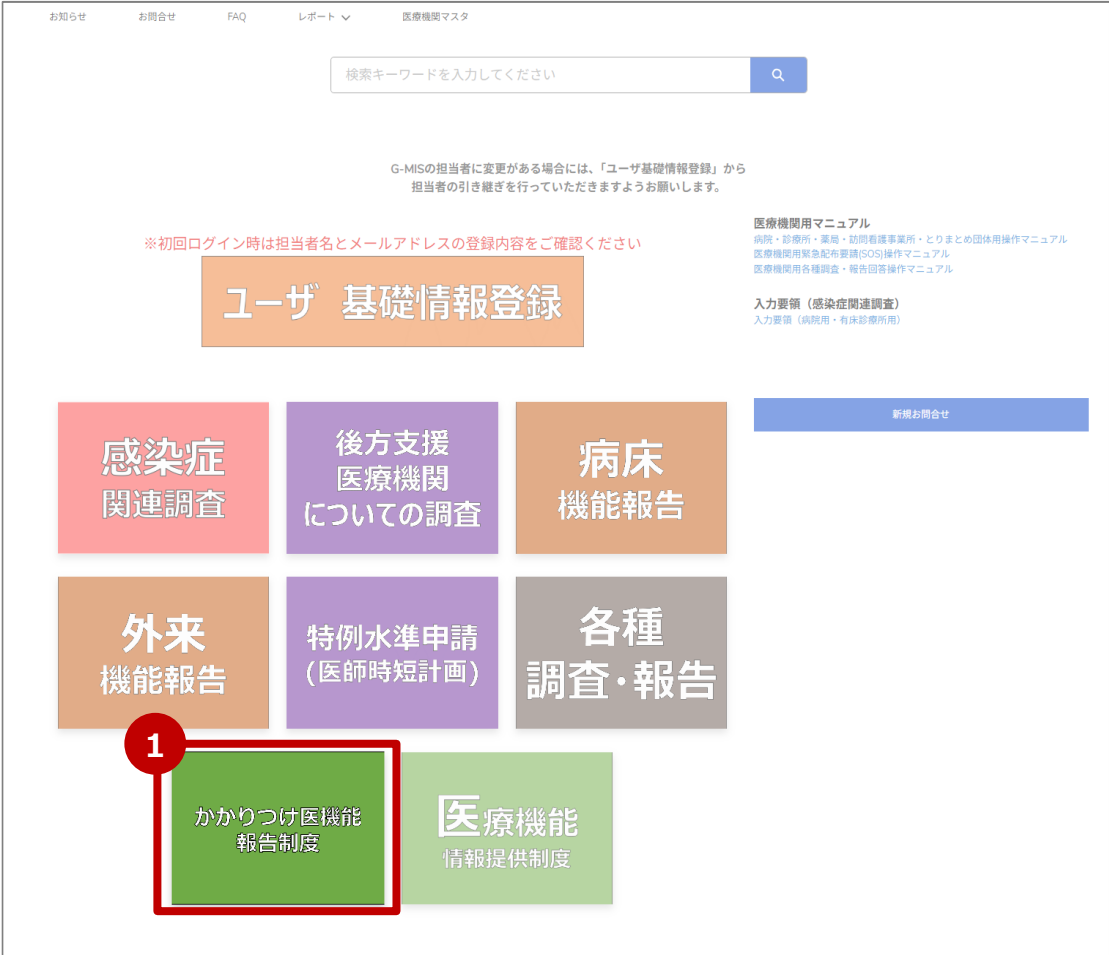 お知らせ お問合せ FAQ レポート 医療機関マスタ
検索キーワードを入力してください
G-MISの担当者に変更がある場合には、「ユーザ基礎情報登録」から
担当者の引き継ぎを行っていただきますようお願いします。
※初回ログイン時は担当者名とメールアドレスの登録内容をご確認ください
ユーザ 基礎情報登録
医療機関用マニュアル
病院・診療所・薬局・訪問看護事業所・とりまとめ団体用操作マニュアル
医療機関用緊急配布要請(SOS)操作マニュアル
医療機関用各種調査・報告回答操作マニュアル
入力要領（感染症関連調査）
入力要領（病院用・有床診療所用）
新規お問合せ
感染症
関連調査
後方支援
医療機関
についての調査
病床
機能報告
外来
機能報告
特例水準申請
(医師時短計画)
各種
調査・報告
1
かかりつけ医機能
報告制度
医療機能
情報提供制度